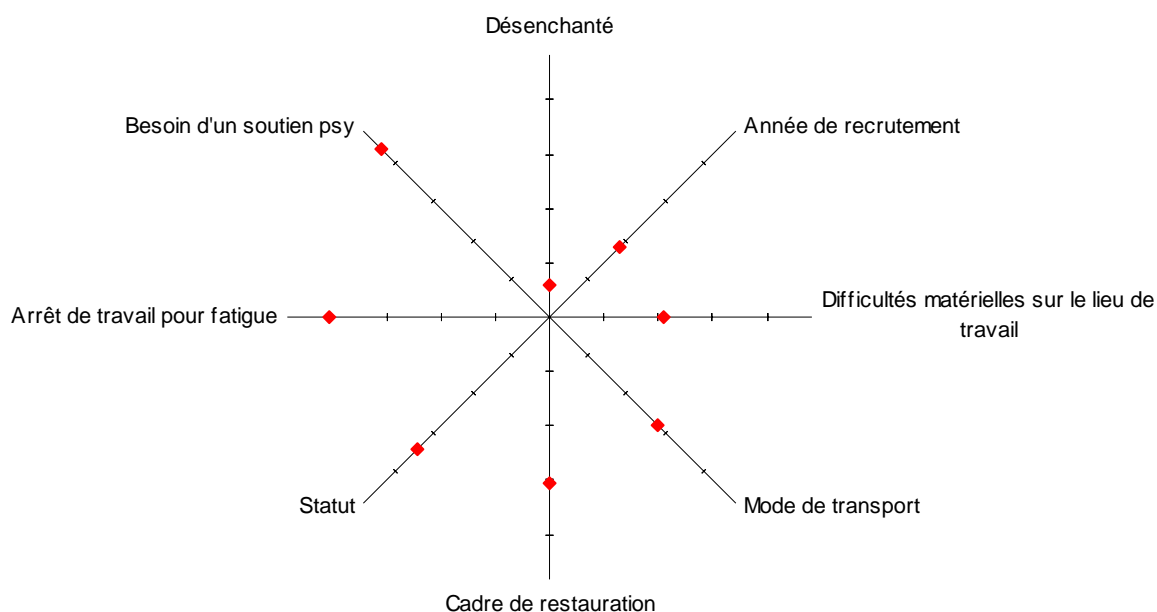 Désenchanté
Besoin d'un soutien psy
Année de recrutement
Arrêt de travail pour fatigue
Difficultés matérielles sur le lieu de
travail
Statut
Mode de transport
Cadre de restauration